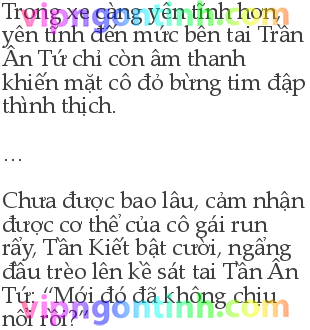 Trong xe càng yên tĩnh hơn,
yên tĩnh đến mức bên tai Trần
Ân Tứ chỉ còn âm thanh
khiến mặt cô đỏ bừng tim đập
thình thịch.
…
Chưa được bao lâu, cảm nhận
được cơ thể của cô gái run
rẩy, Tần Kiết bật cười, ngẩng
đầu trèo lên kề sát tai Tần Ân
Tứ: “Mới đó đã không chịu
nổi rồi?”
vipngontinh.com
vipngontinh.com